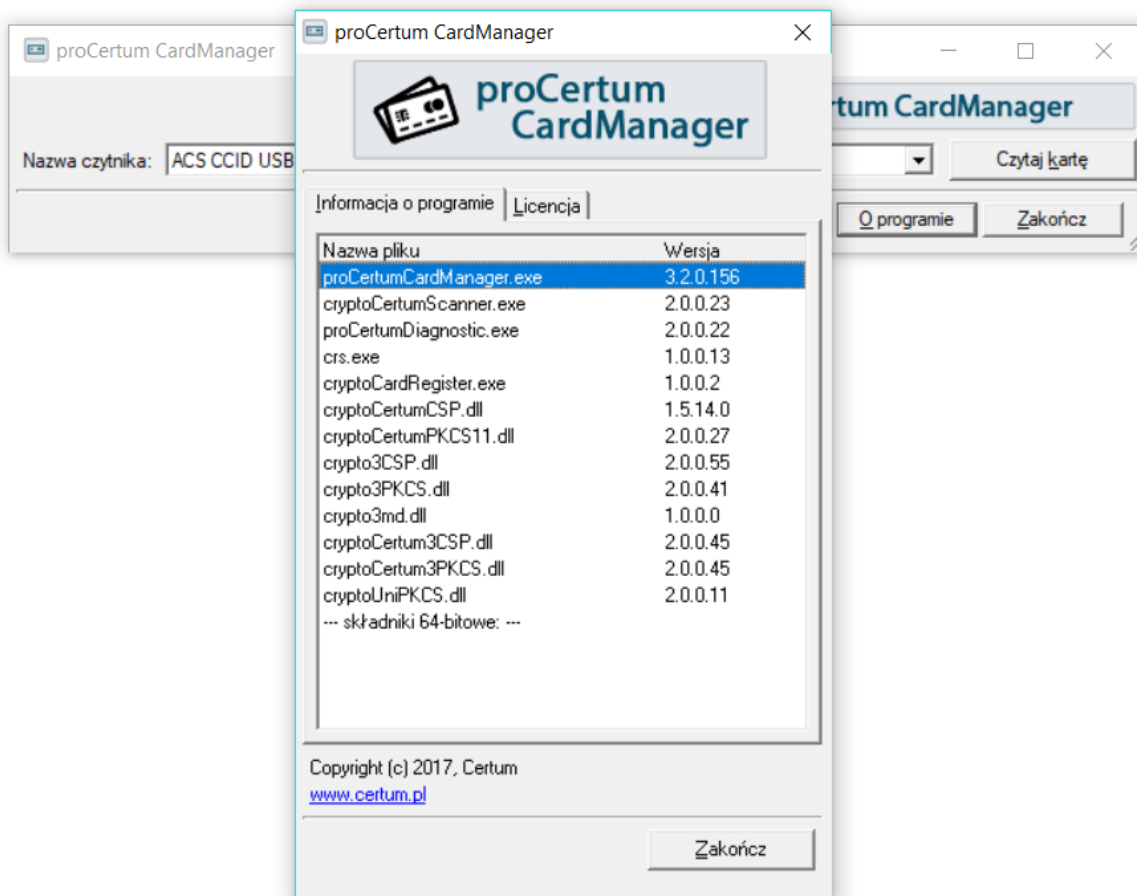 proCertum CardManager
Nazwa czytnika: ACS CCID USB
tum CardManager
Czytaj kartę
O programie Zakończ
proCertum CardManager
proCertum
CardManager
Informacja o programie Licencja
Nazwa pliku Wersja
proCertumCardManager.exe 3.2.0.156
cryptoCertumScanner.exe 2.0.0.23
proCertumDiagnostic.exe 2.0.0.22
crs.exe 1.0.0.13
cryptoCardRegister.exe 1.0.0.2
cryptoCertumCSP.dll 1.5.14.0
cryptoCertumPKCS11.dll 2.0.0.27
crypto3CSP.dll 2.0.0.55
crypto3PKCS.dll 2.0.0.41
crypto3md.dll 1.0.0.0
cryptoCertum3CSP.dll 2.0.0.45
cryptoCertum3PKCS.dll 2.0.0.45
cryptoUniPKCS.dll 2.0.0.11
--- składniki 64-bitowe: ---
Copyright (c) 2017, Certum
www.certum.pl
Zakończ